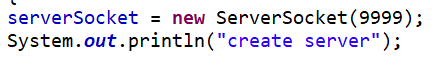 serverSocket = new ServerSocket(9999);
System.out.println("create server");